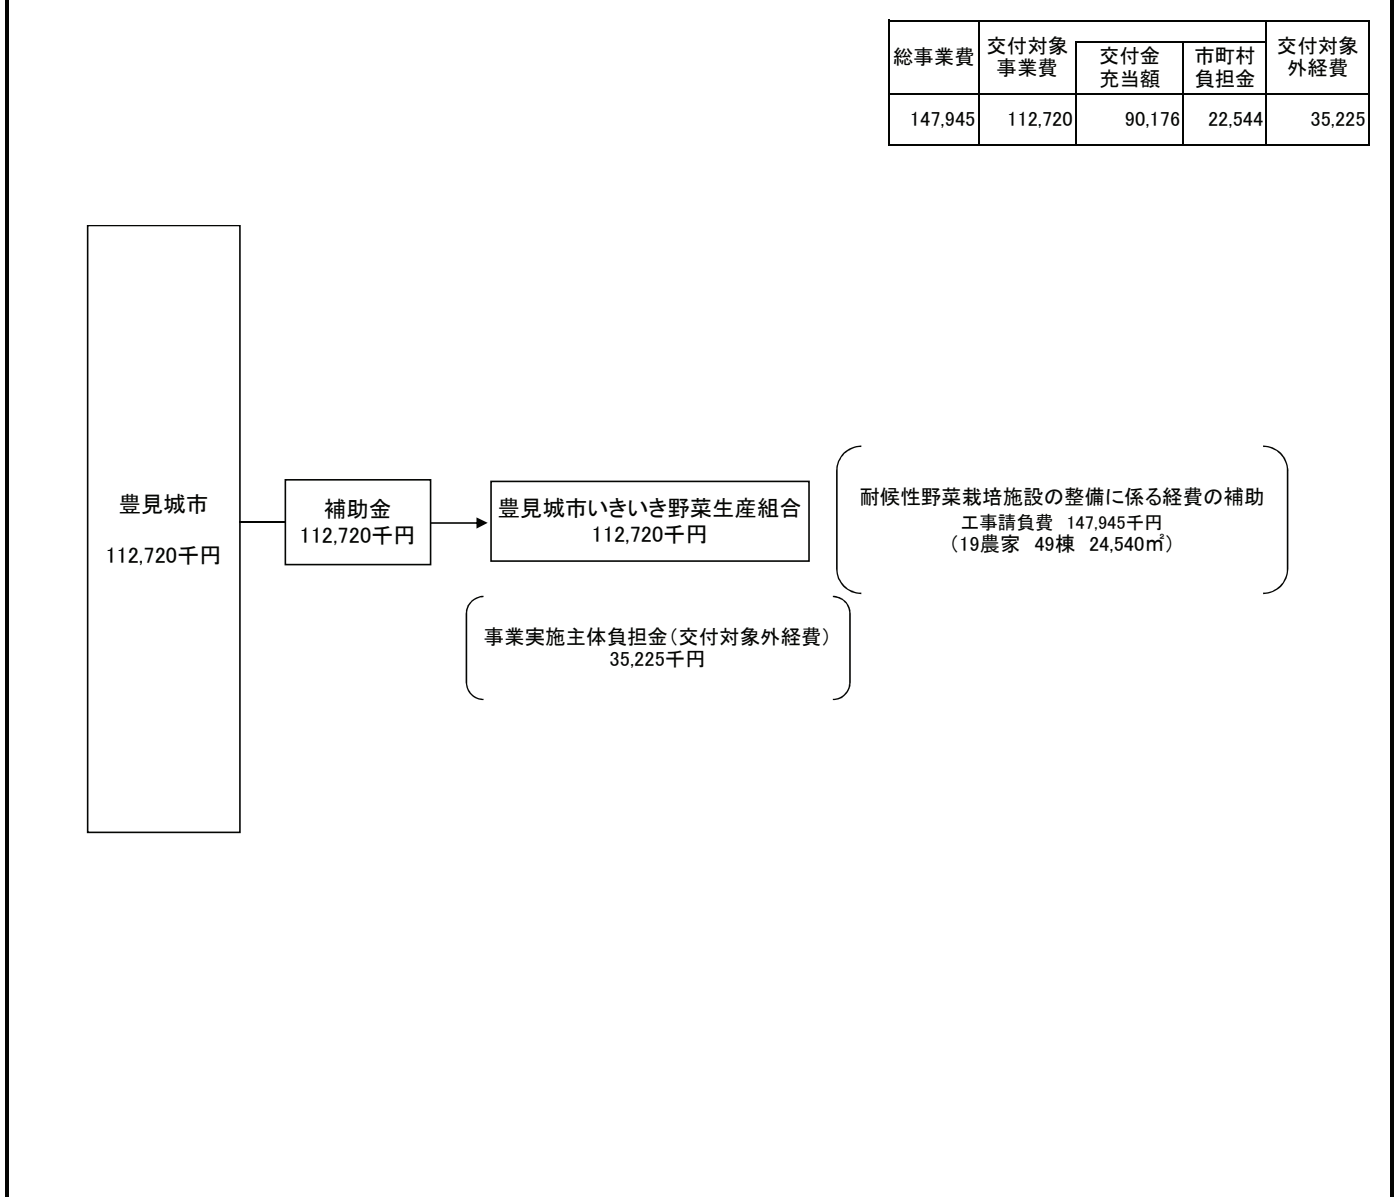 総事業費
交付対象
事業費
交付金
充当額
市町村
負担金
交付対象
外経費
147,945 112,720 90,176 22,544 35,225
豊見城市
112,720千円
補助金
112,720千円
豊見城市いきいき野菜生産組合
112,720千円
耐候性野菜栽培施設の整備に係る経費の補助
工事請負費 147,945千円
（19農家 49棟 24,540㎡）
事業実施主体負担金（交付対象外経費）
35,225千円